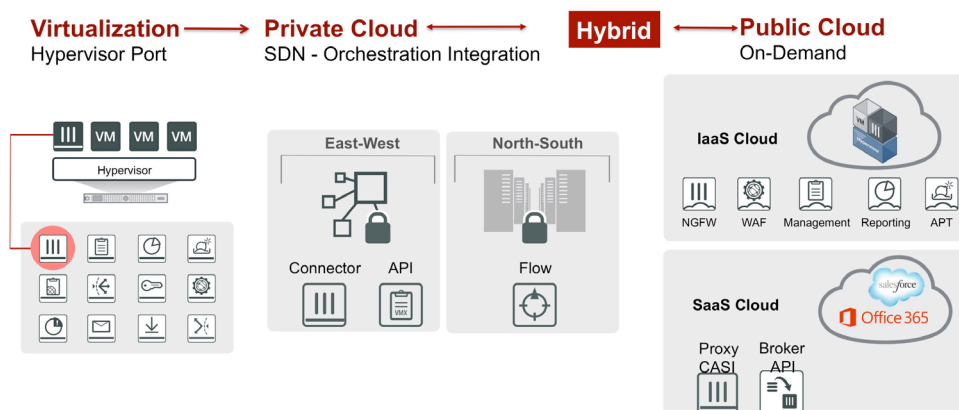 Virtualization
Hypervisor Port
Private Cloud
SDN - Orchestration Integration
Hybrid
Public Cloud
On-Demand
VM VM VM
Hypervisor
East-West
Connector API
VMX
North-South
Flow
IaaS Cloud
VM
Hypervisor
NGFW WAF Management Reporting APT
SaaS Cloud
salesforce
Office 365
Proxy Broker
CASI API